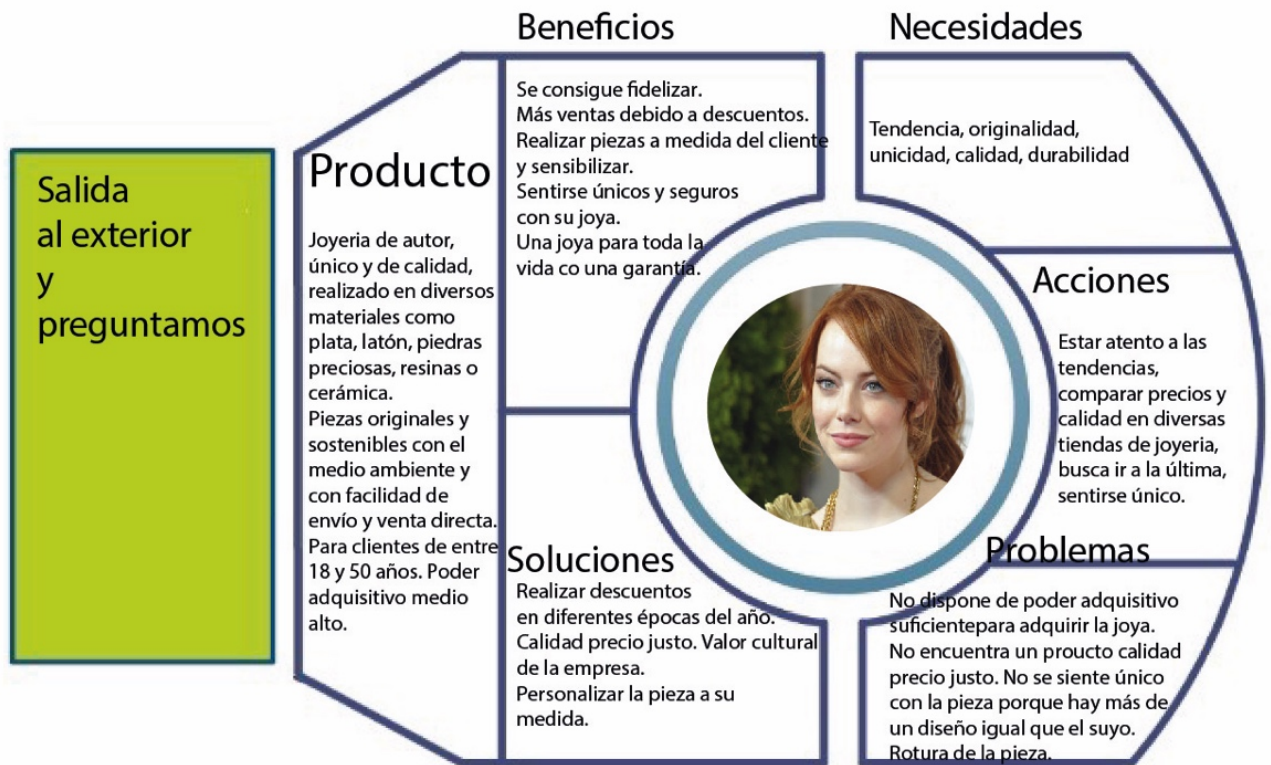 Salida
al exterior
y
preguntamos
Producto
Joyeria de autor,
único y de calidad,
realizado en diversos
materiales como
plata, latón, piedras
preciosas, resinas o
cerámica.
Piezas originales y
sostenibles con el
medio ambiente y
con facilidad de
envío y venta directa.
Para clientes de entre
18 y 50 años. Poder
adquisitivo medio
alto.
Beneficios
Se consigue fidelizar.
Más ventas debido a descuentos.
Realizar piezas a medida del cliente
y sensibilizar.
Sentirse únicos y seguros
con su joya.
Una joya para toda la
vida co una garantía.
Soluciones
Realizar descuentos
en diferentes épocas del año.
Calidad precio justo. Valor cultural
de la empresa.
Personalizar la pieza a su
medida.
Necesidades
Tendencia, originalidad,
unicidad, calidad, durabilidad
Acciones
Estar atento a las
tendencias,
comparar precios y
calidad en diversas
tiendas de joyeria,
busca ir a la última,
sentirse único.
Problemas
No dispone de poder adquisitivo
suficientepara adquirir la joya.
No encuentra un proucto calidad
precio justo. No se siente único
con la pieza porque hay más de
un diseño igual que el suyo.
Rotura de la pieza.